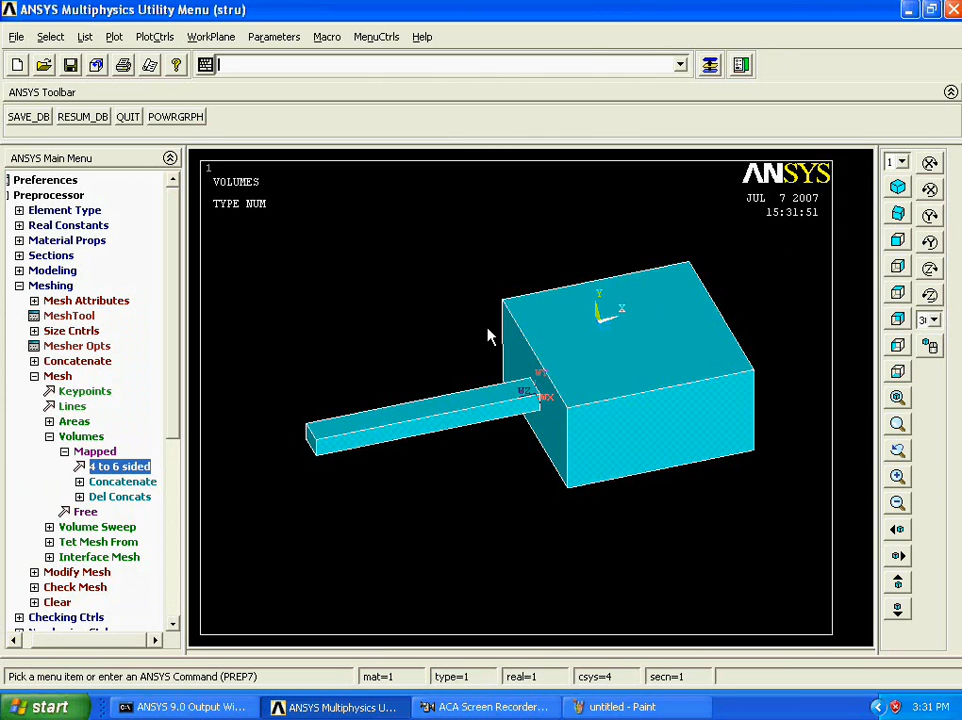 ANSYS Multiphysics Utility Menu (stru)
File Select List Plot PlotCtrls WorkPlane Parameters Macro MenuCtrls Help
ANSYS Toolbar
SAVE_DB RESUM_DB QUIT POWRGRPH
ANSYS Main Menu
Preferences
Preprocessor
Element Type
Real Constants
Material Props
Sections
Modeling
Meshing
Mesh Attributes
MeshTool
Size Cntrls
Mesher Opts
Concatenate
Mesh
Keypoints
Lines
Areas
Volumes
Mapped
4 to 6 sided
Concatenate
Del Concats
Free
Volume Sweep
Tet Mesh From
Interface Mesh
Modify Mesh
Check Mesh
Clear
Checking Ctrls
1
VOLUMES
TYPE NUM
ANSYS
JUL 7 2007
15:31:51
Y
X
WY
WZ
WX
1
X
X
Y
Y
Z
Z
Pick a menu item or enter an ANSYS Command (PREP7) mat=1 type=1 real=1 csys=4 secn=1
start ANSYS 9.0 Output Wi... ANSYS Multiphysics U... ACA Screen Recorder... untitled - Paint 3:31 PM